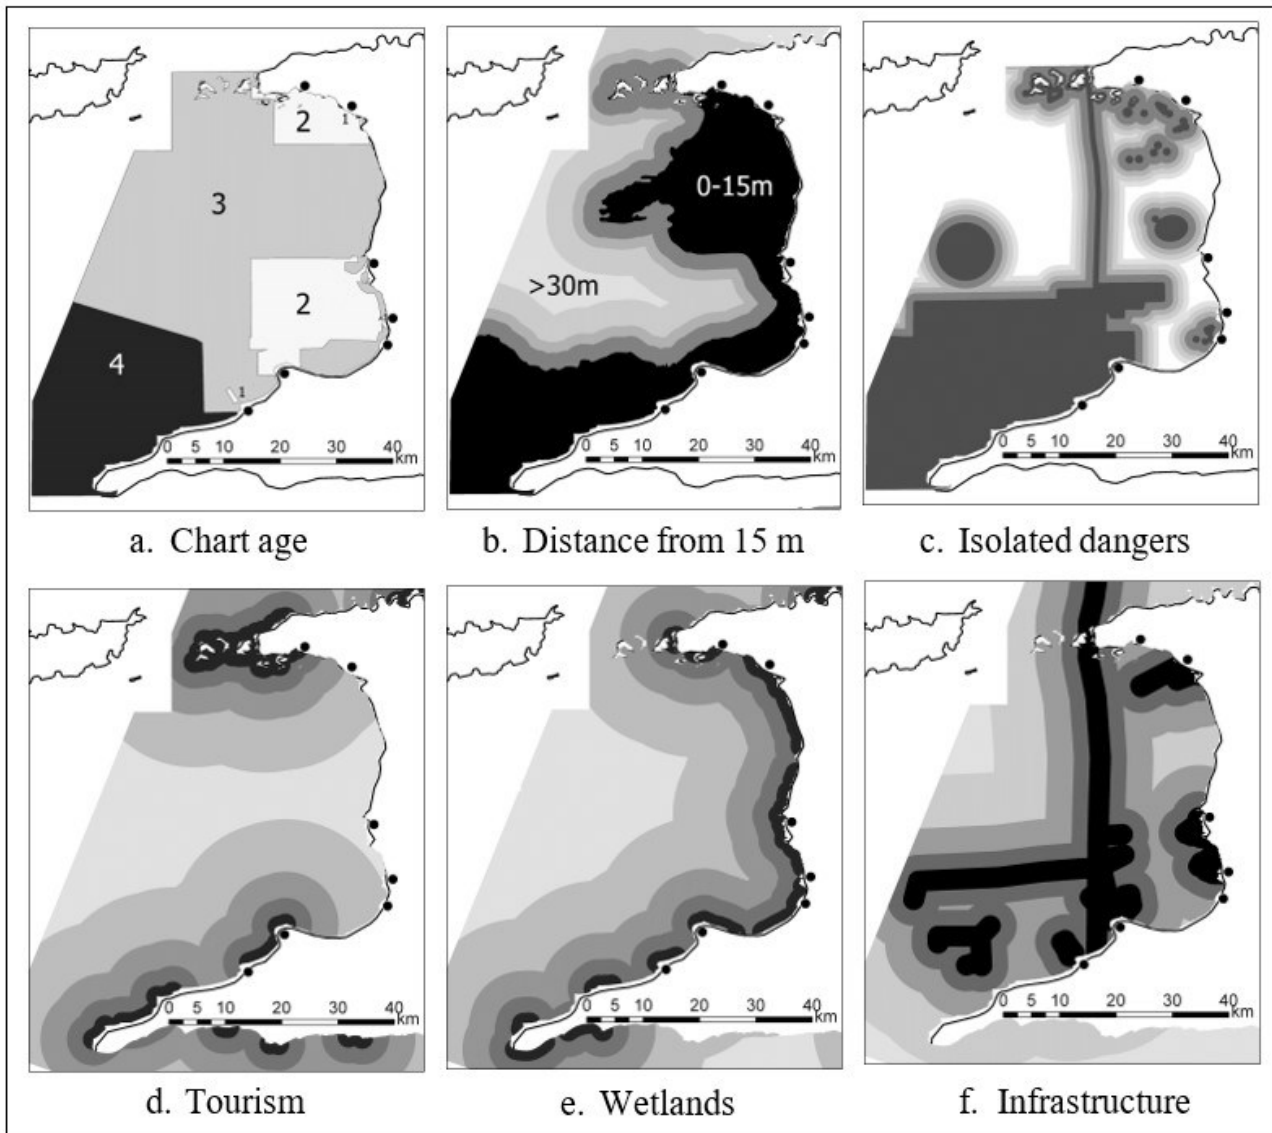 2
1
3
2
4
1
0 5 10 20 30 40
km
a. Chart age
0-15m
>30m
0 5 10 20 30 40
km
b. Distance from 15 m
0 5 10 20 30 40
km
c. Isolated dangers
0 5 10 20 30 40
km
d. Tourism
0 5 10 20 30 40
km
e. Wetlands
0 5 10 20 30 40
km
f. Infrastructure